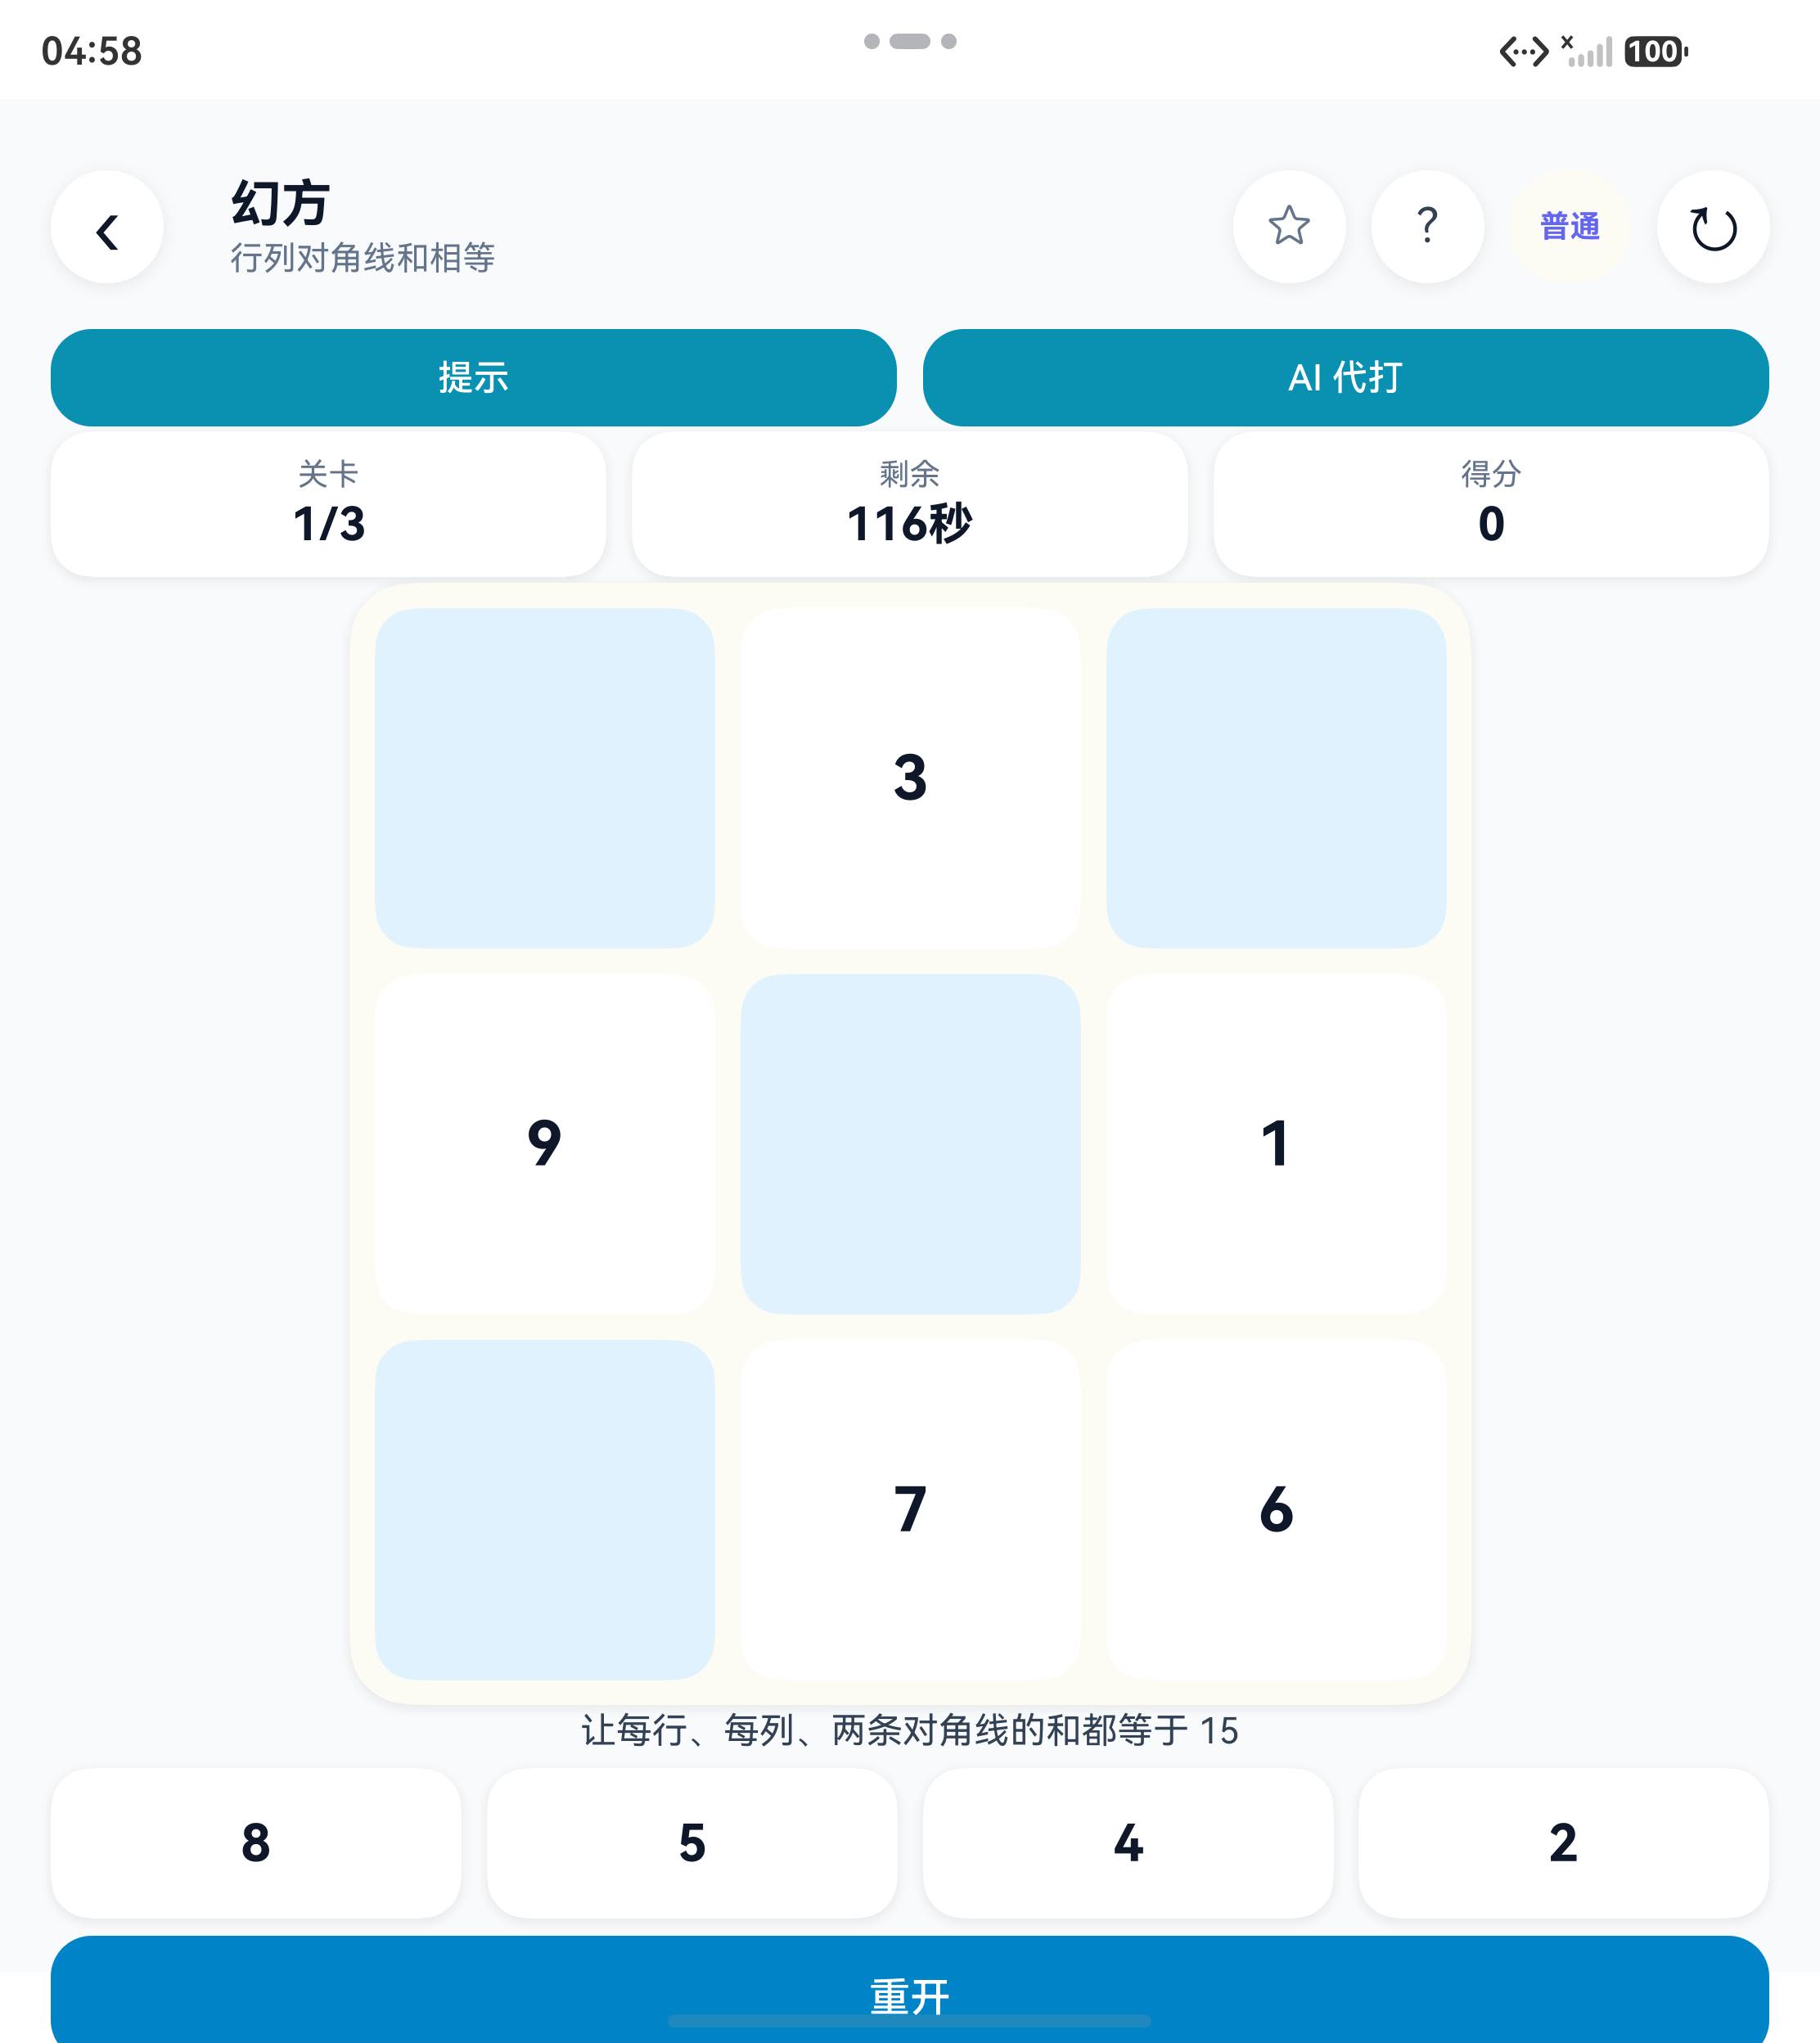 04:58
100
幻方
行列对角线和相等
?
普通
提示
AI 代打
关卡
1/3
剩余
116秒
得分
0
3
9
1
7
6
让每行、每列、两条对角线的和都等于 15
8
5
4
2
重开